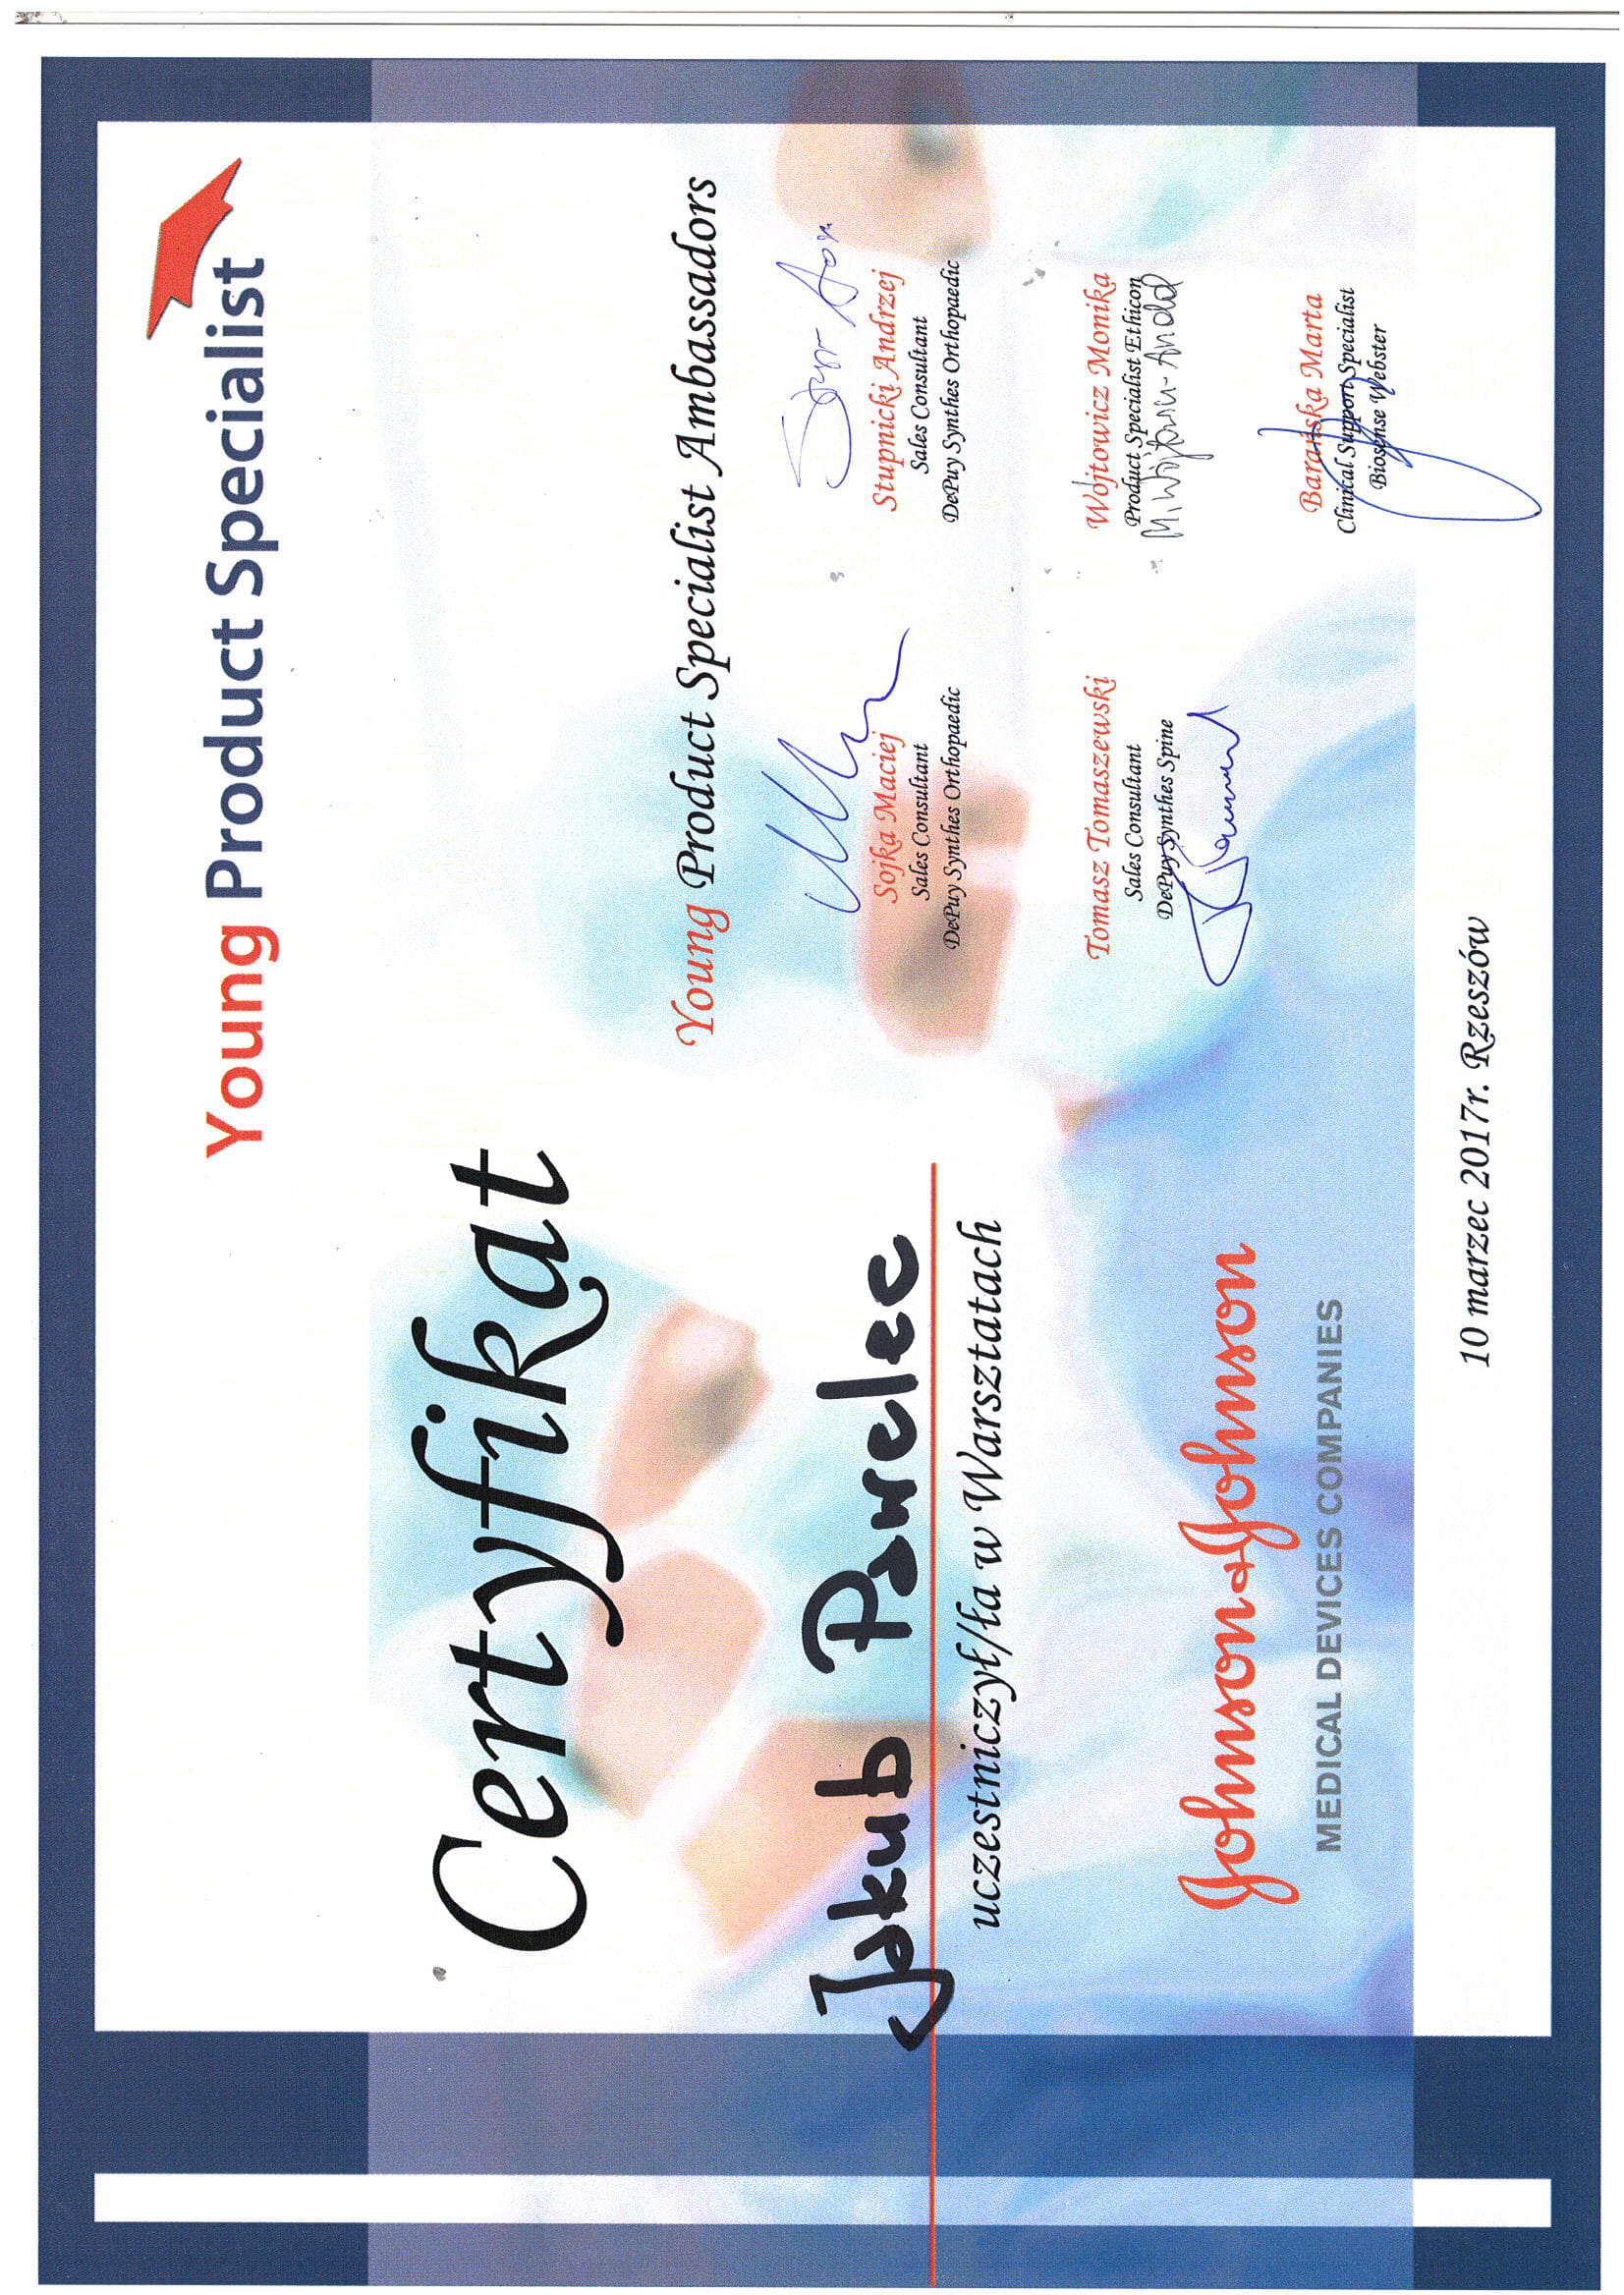 Young Product Specialist
Certyfikat
Jakub Pawelec
uczestniczył/ła w Warsztatach
Johnson & Johnson
MEDICAL DEVICES COMPANIES
Young Product Specialist Ambassadors
Sojka Maciej
Sales Consultant
DePuy Synthes Orthopaedic
Stupnicki Andrzej
Sales Consultant
DePuy Synthes Orthopaedic
Tomasz Tomaszewski
Sales Consultant
DePuy Synthes Spine
Wójtowicz Monika
Product Specialist Ethicon
Barańska Marta
Clinical Support Specialist
Biosense Webster
10 marzec 2017r. Rzeszów